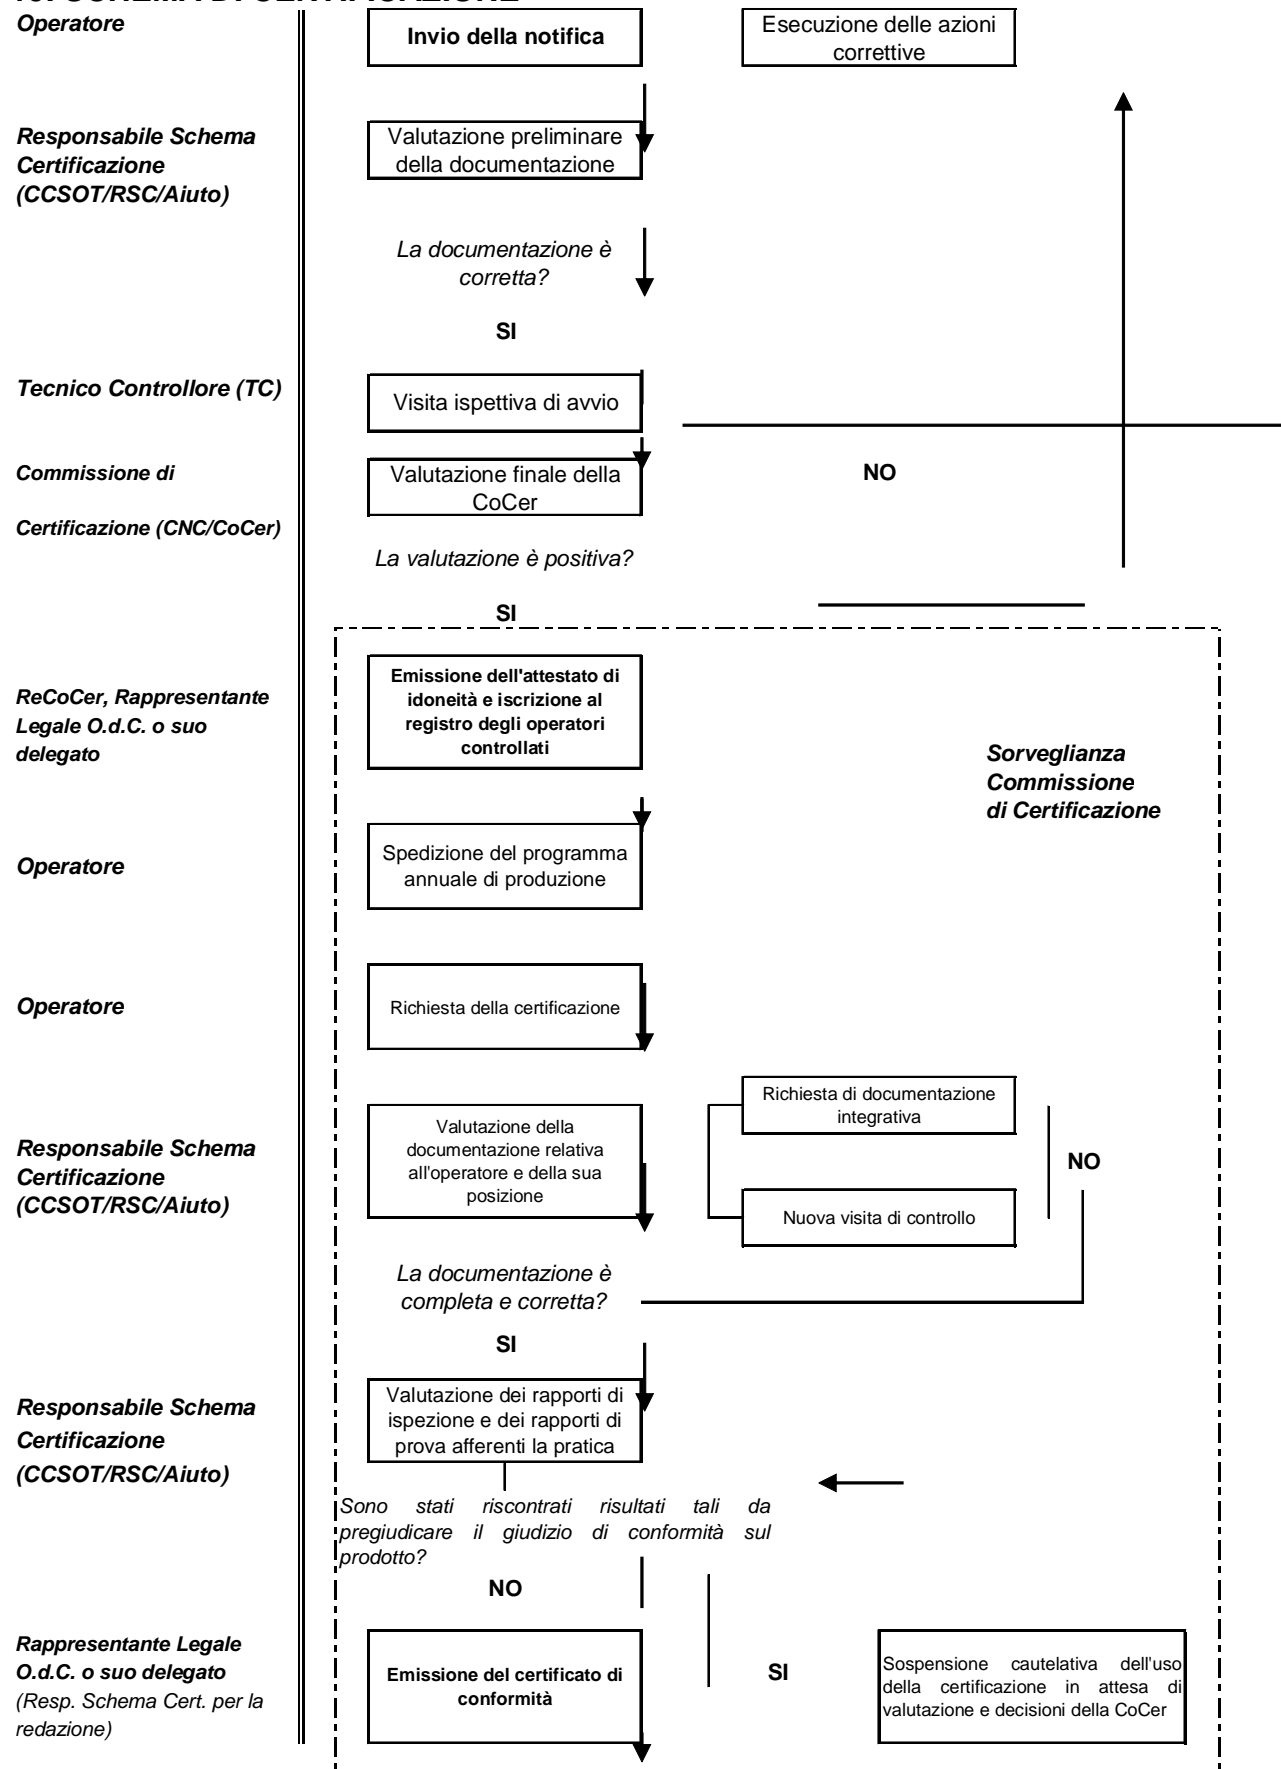 Operatore
Invio della notifica
Esecuzione delle azioni
correttive
Responsabile Schema
Certificazione
(CCSOT/RSC/Aiuto)
Valutazione preliminare
della documentazione
La documentazione è
corretta?
SI
Tecnico Controllore (TC)
Visita ispettiva di avvio
Commissione di
Certificazione (CNC/CoCer)
Valutazione finale della
CoCer
NO
La valutazione è positiva?
SI
ReCoCer, Rappresentante
Legale O.d.C. o suo
delegato
Emissione dell'attestato di
idoneità e iscrizione al
registro degli operatori
controllati
Sorveglianza
Commissione
di Certificazione
Operatore
Spedizione del programma
annuale di produzione
Operatore
Richiesta della certificazione
Responsabile Schema
Certificazione
(CCSOT/RSC/Aiuto)
Valutazione della
documentazione relativa
all'operatore e della sua
posizione
Richiesta di documentazione
integrativa
NO
Nuova visita di controllo
La documentazione è
completa e corretta?
SI
Responsabile Schema
Certificazione
(CCSOT/RSC/Aiuto)
Valutazione dei rapporti di
ispezione e dei rapporti di
prova afferenti la pratica
Sono stati riscontrati risultati tali da
pregiudicare il giudizio di conformità sul
prodotto?
NO
Rappresentante Legale
O.d.C. o suo delegato
(Resp. Schema Cert. per la
redazione)
Emissione del certificato di
conformità
SI
Sospensione cautelativa dell'uso
della certificazione in attesa di
valutazione e decisioni della CoCer